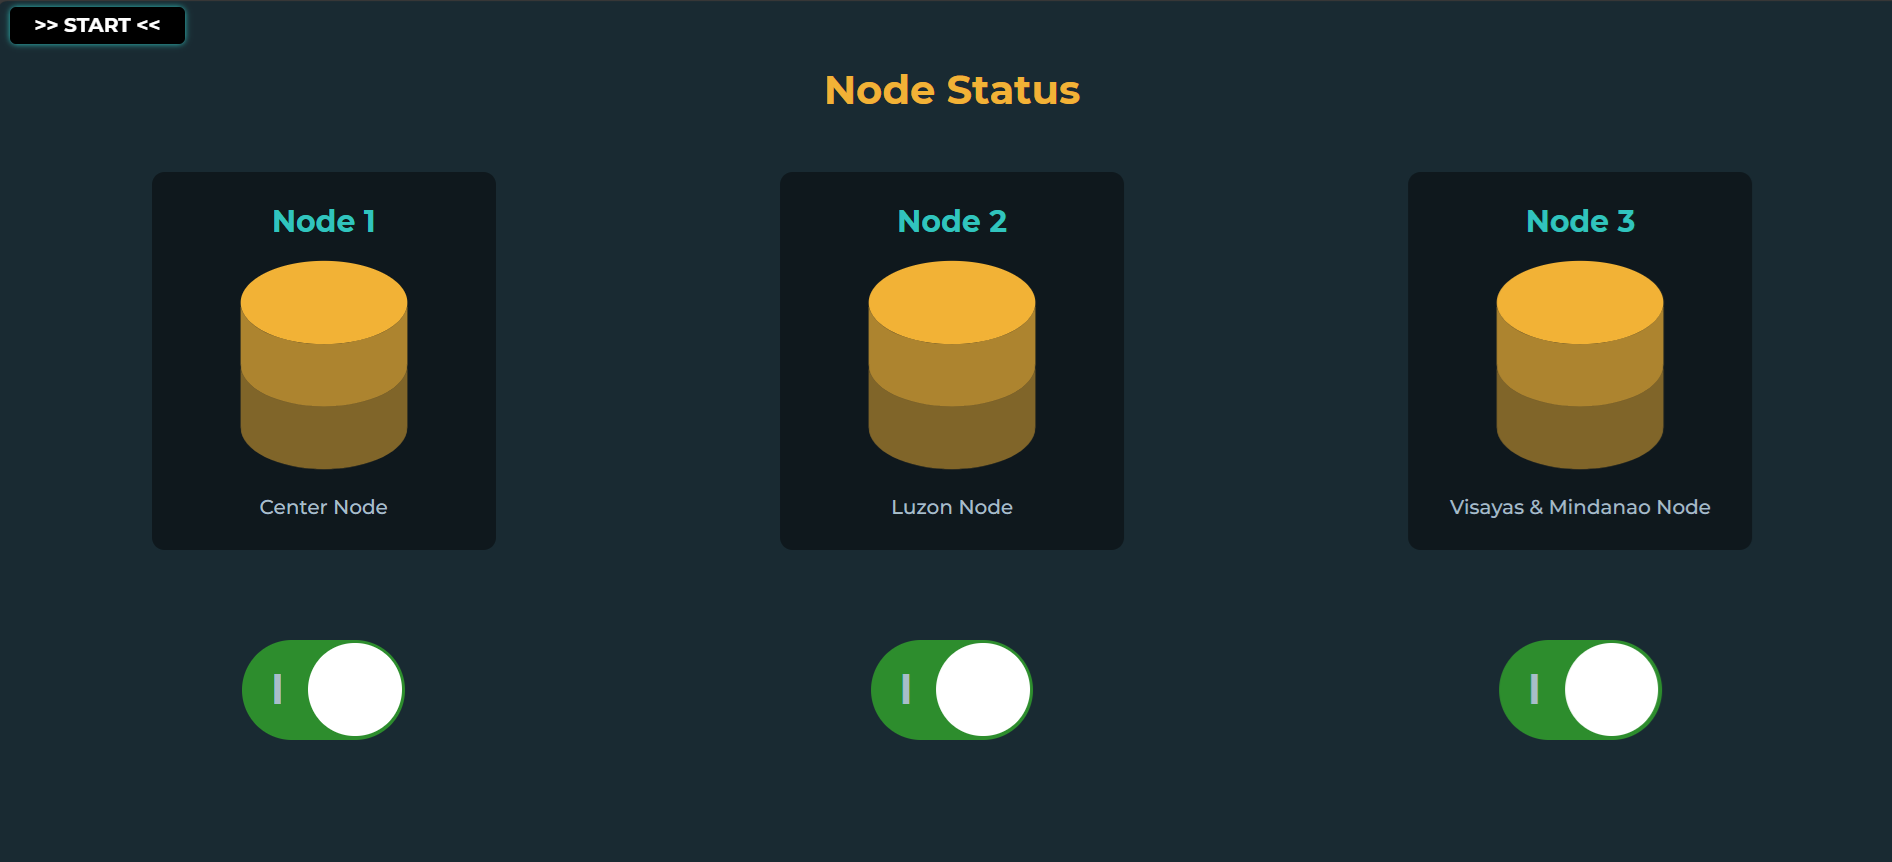 >> START <<
Node Status
Node 1
Center Node
Node 2
Luzon Node
Node 3
Visayas & Mindanao Node